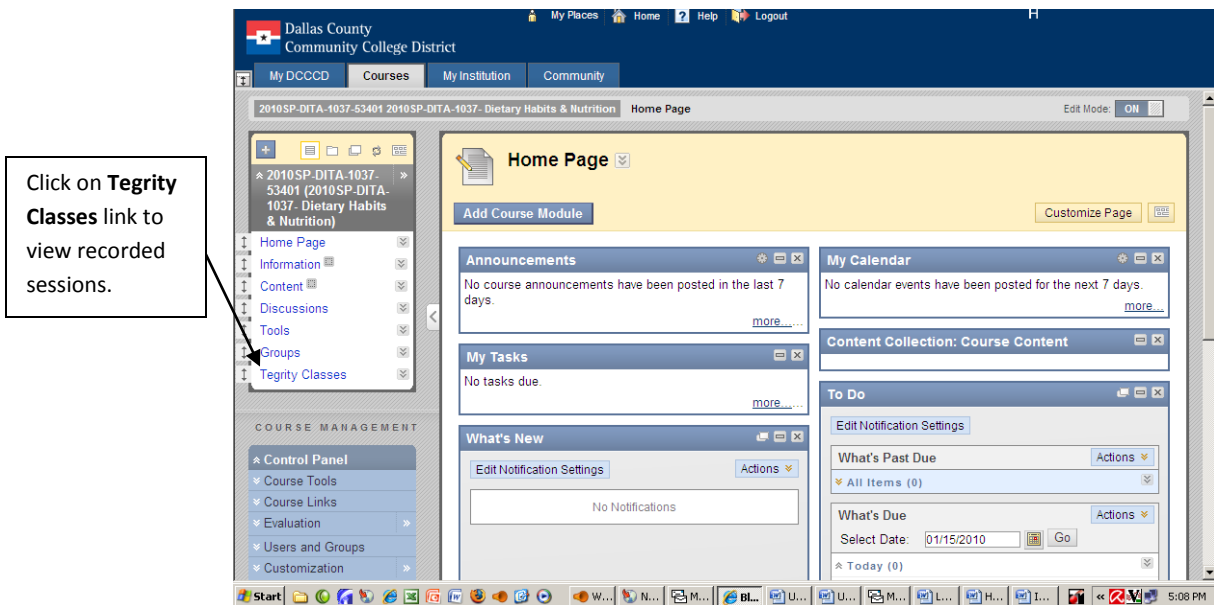 My Places Home ? Help Logout H
Dallas County
Community College District
My DCCCD Courses My Institution Community
2010SP-DITA-1037-53401 2010SP-DITA-1037- Dietary Habits & Nutrition Home Page Edit Mode: ON
Click on Tegrity
Classes link to
view recorded
sessions.
2010SP-DITA-1037-
53401 (2010SP-DITA-
1037- Dietary Habits
& Nutrition)
Home Page
Information
Content
Discussions
Tools
Groups
Tegrity Classes
COURSE MANAGEMENT
Control Panel
Course Tools
Course Links
Evaluation
Users and Groups
Customization
Home Page
Add Course Module Customize Page
Announcements
No course announcements have been posted in the last 7
days.
more......
My Tasks
No tasks due.
more......
What's New
Edit Notification Settings Actions
No Notifications
My Calendar
No calendar events have been posted for the next 7 days.
more...
Content Collection: Course Content
To Do
Edit Notification Settings
What's Past Due Actions
All Items (0)
What's Due Actions
Select Date: 01/15/2010 Go
Today (0)
Start W... N... M... Bl... U... U... M... L... H... I... « 5:08 PM